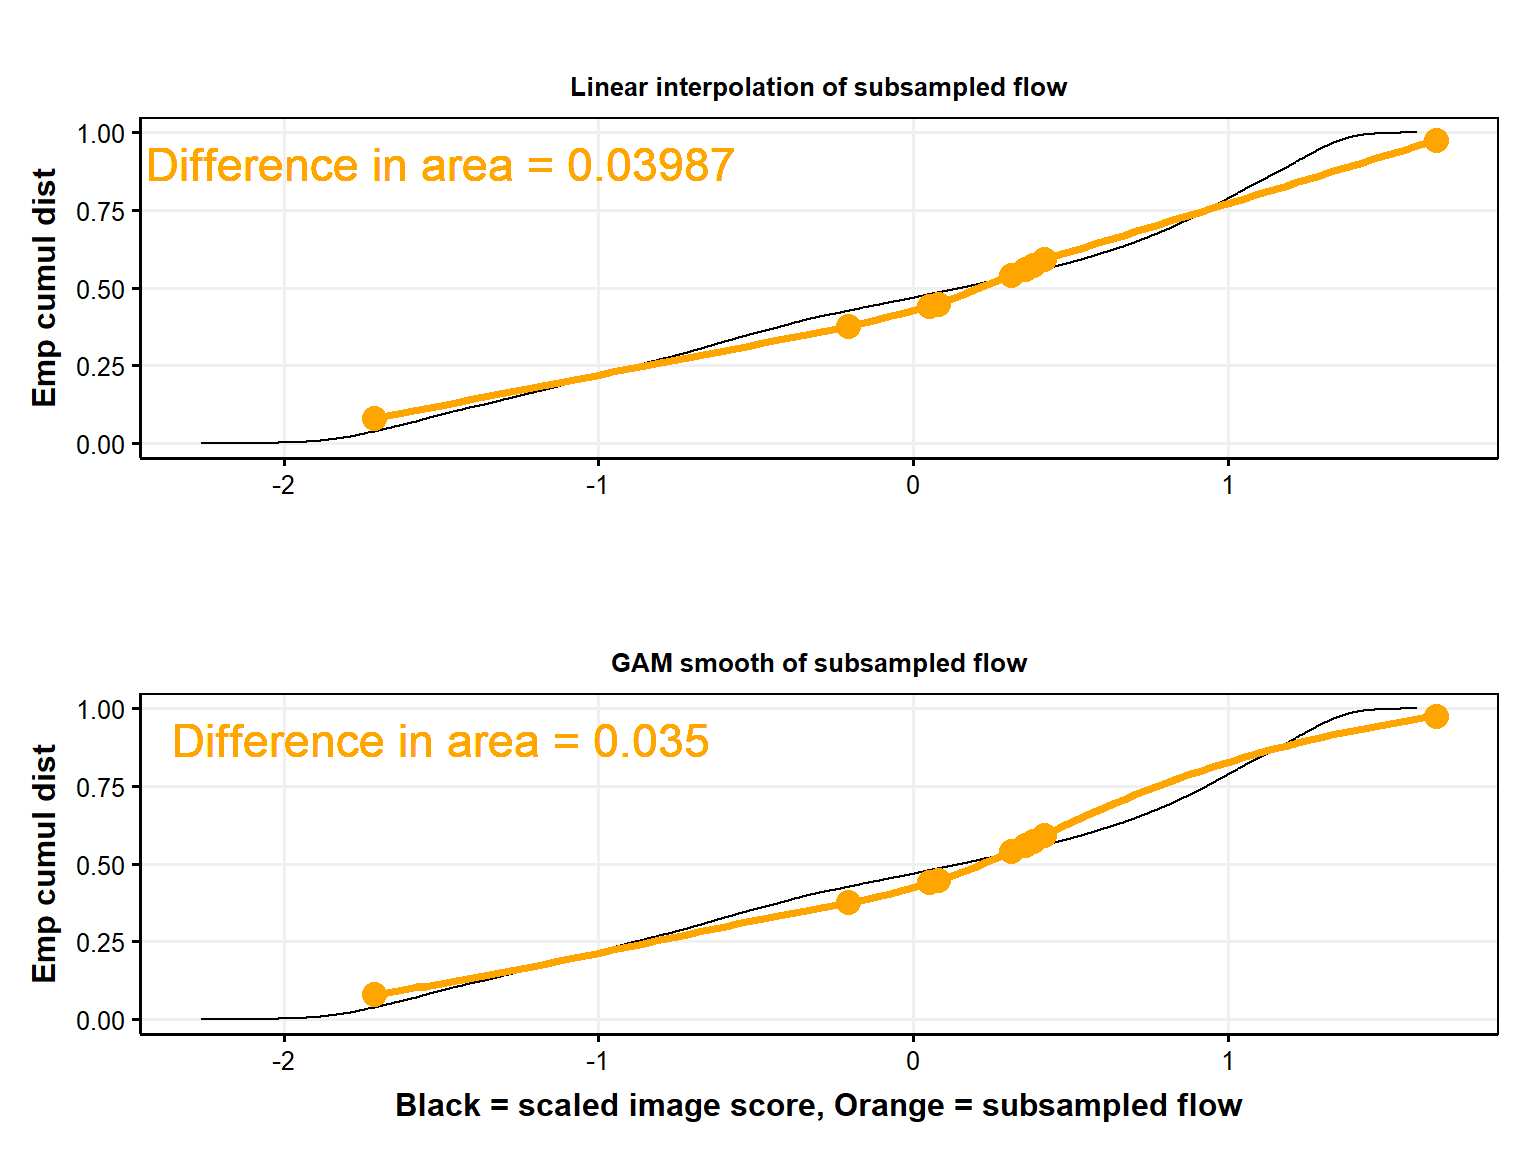 Linear interpolation of subsampled flow
Difference in area = 0.03987
Emp cumul dist
1.00
0.75
0.50
0.25
0.00
-2 -1 0 1
GAM smooth of subsampled flow
Difference in area = 0.035
Emp cumul dist
1.00
0.75
0.50
0.25
0.00
-2 -1 0 1
Black = scaled image score, Orange = subsampled flow